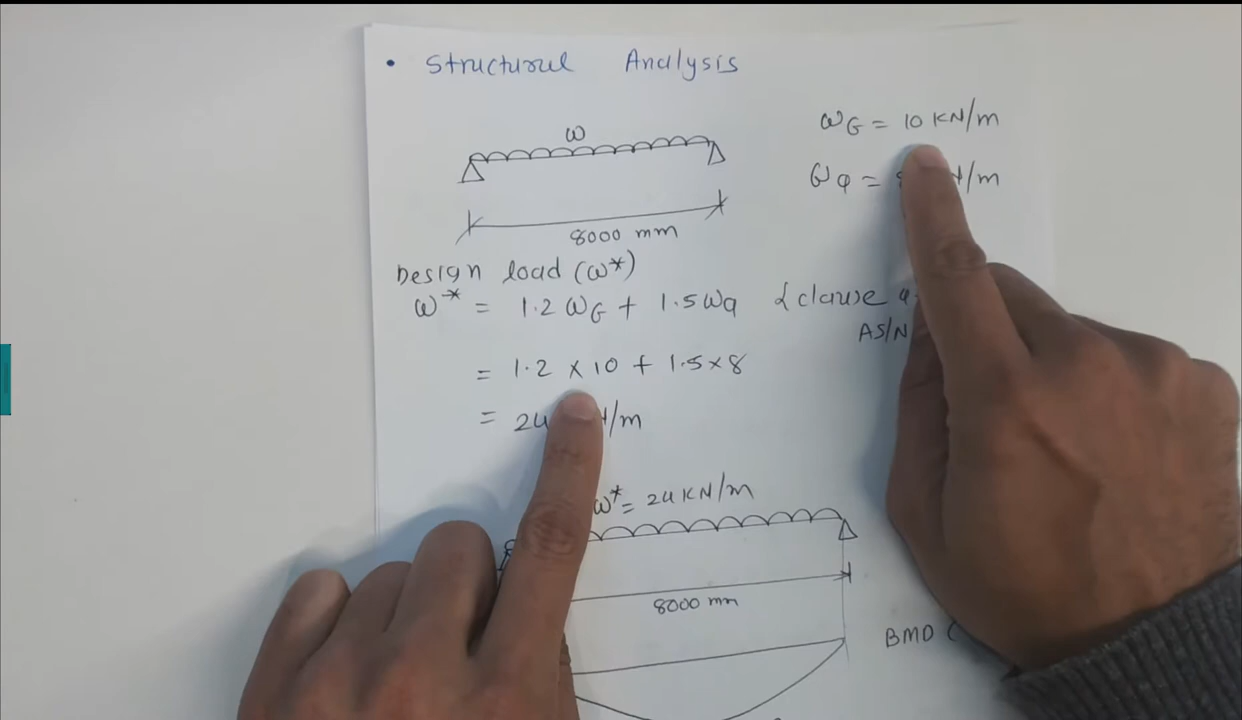 • Structural Analysis
ω
ωG = 10 KN/m
ωQ = /m
8000 mm
Design load (ω*)
ω* = 1.2 ωG + 1.5 ωQ {clause
AS/N
= 1.2 × 10 + 1.5 × 8
= 24 /m
ω* = 24 KN/m
8000 mm
BMD (